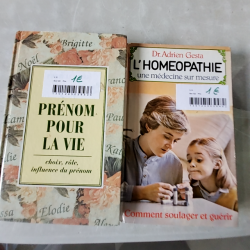 Brigitte
1€
PRÉNOM
POUR
LA VIE
choix, rôle,
influence du prénom
Elodie
Dr. Adrien Gesta
L'HOMEOPATHIE
une médecine sur mesure
1€
Comment soulager et guérir